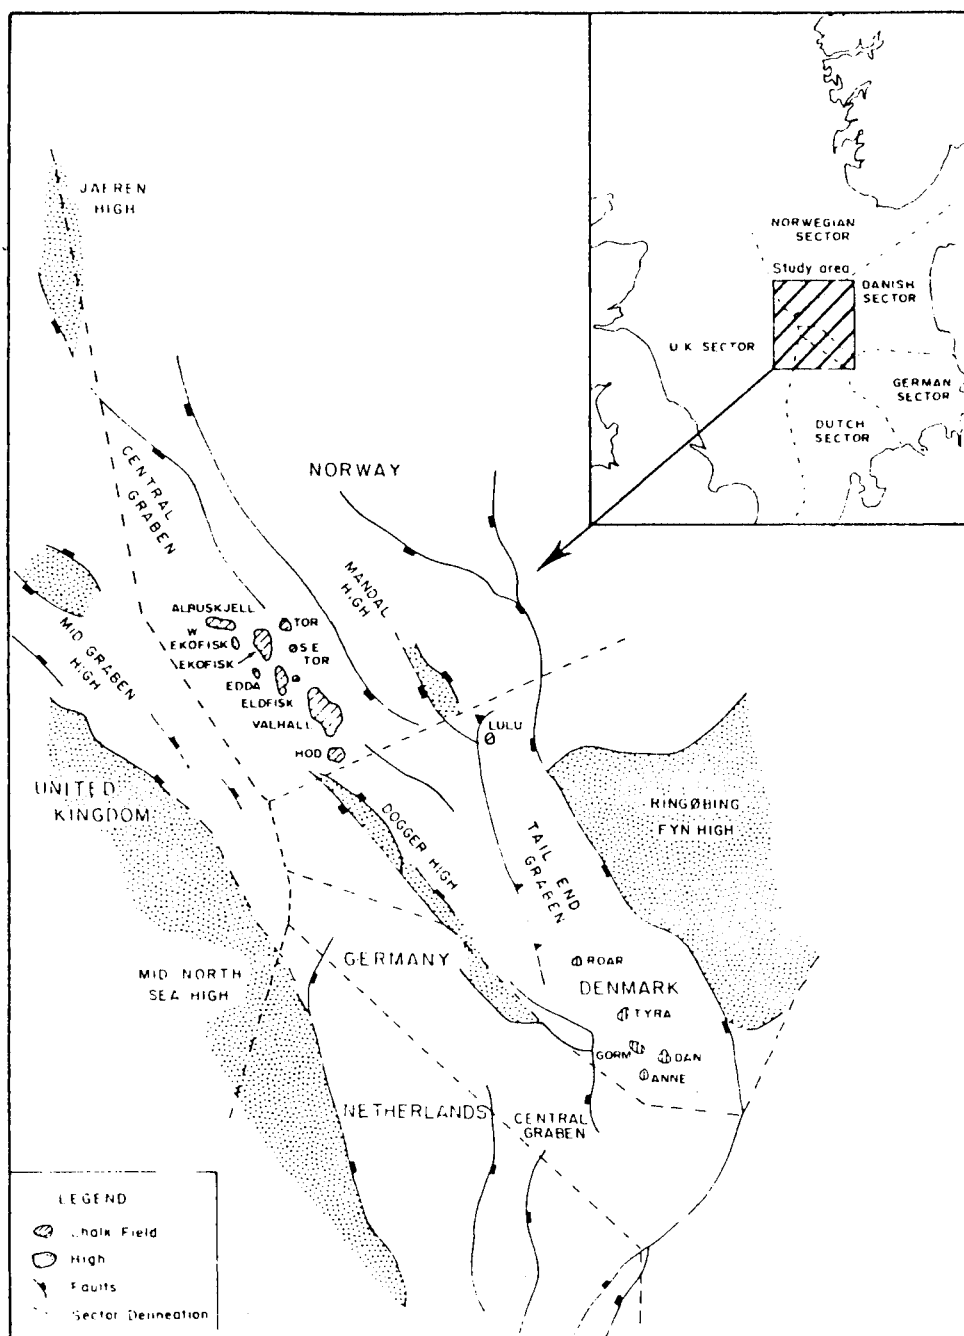 JAEREN
HIGH
NORWEGIAN
SECTOR
Study area
DANISH
SECTOR
U.K. SECTOR
GERMAN
SECTOR
DUTCH
SECTOR
NORWAY
CENTRAL
GRABEN
MANDAL
HIGH
MID GRABEN
HIGH
ALBUSKJELL
TOR
W
EKOFISK
S E
TOR
EKOFISK
EDDA
ELDFISK
VALHALL
HOD
LULU
UNITED
KINGDOM
DOGGER HIGH
RINGØBING
FYN HIGH
TAIL END
GRABEN
GERMANY
MID NORTH
SEA HIGH
ROAR
DENMARK
TYRA
GORM
DAN
ANNE
NETHERLANDS
CENTRAL
GRABEN
LEGEND
Chalk Field
High
Faults
Sector Delineation